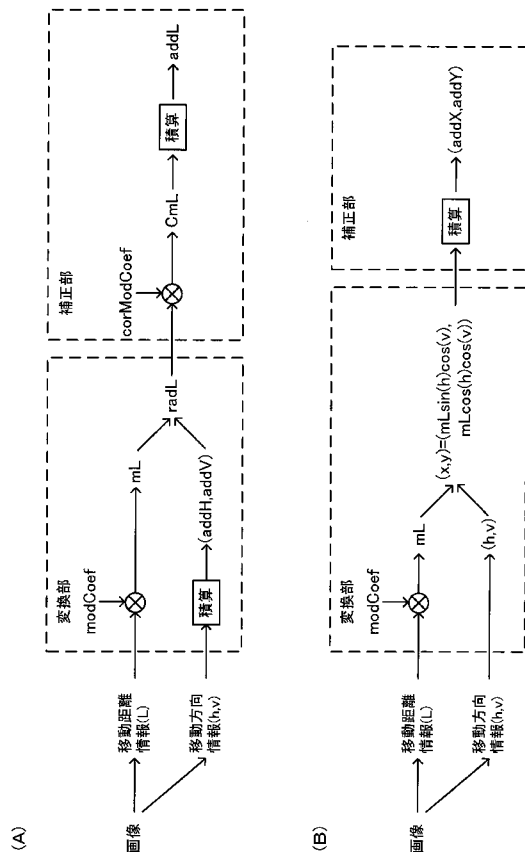 (A)
画像
移動距離
情報(L)
移動方向
情報(h,v)
変換部
modCoef
mL
積算
(addH,addV)
radL
補正部
corModCoef
CmL
積算
addL
(B)
画像
移動距離
情報(L)
移動方向
情報(h,v)
変換部
modCoef
mL
(h,v)
(x,y)=(mLsin(h)cos(v),
mLcos(h)cos(v))
補正部
積算
(addX,addY)